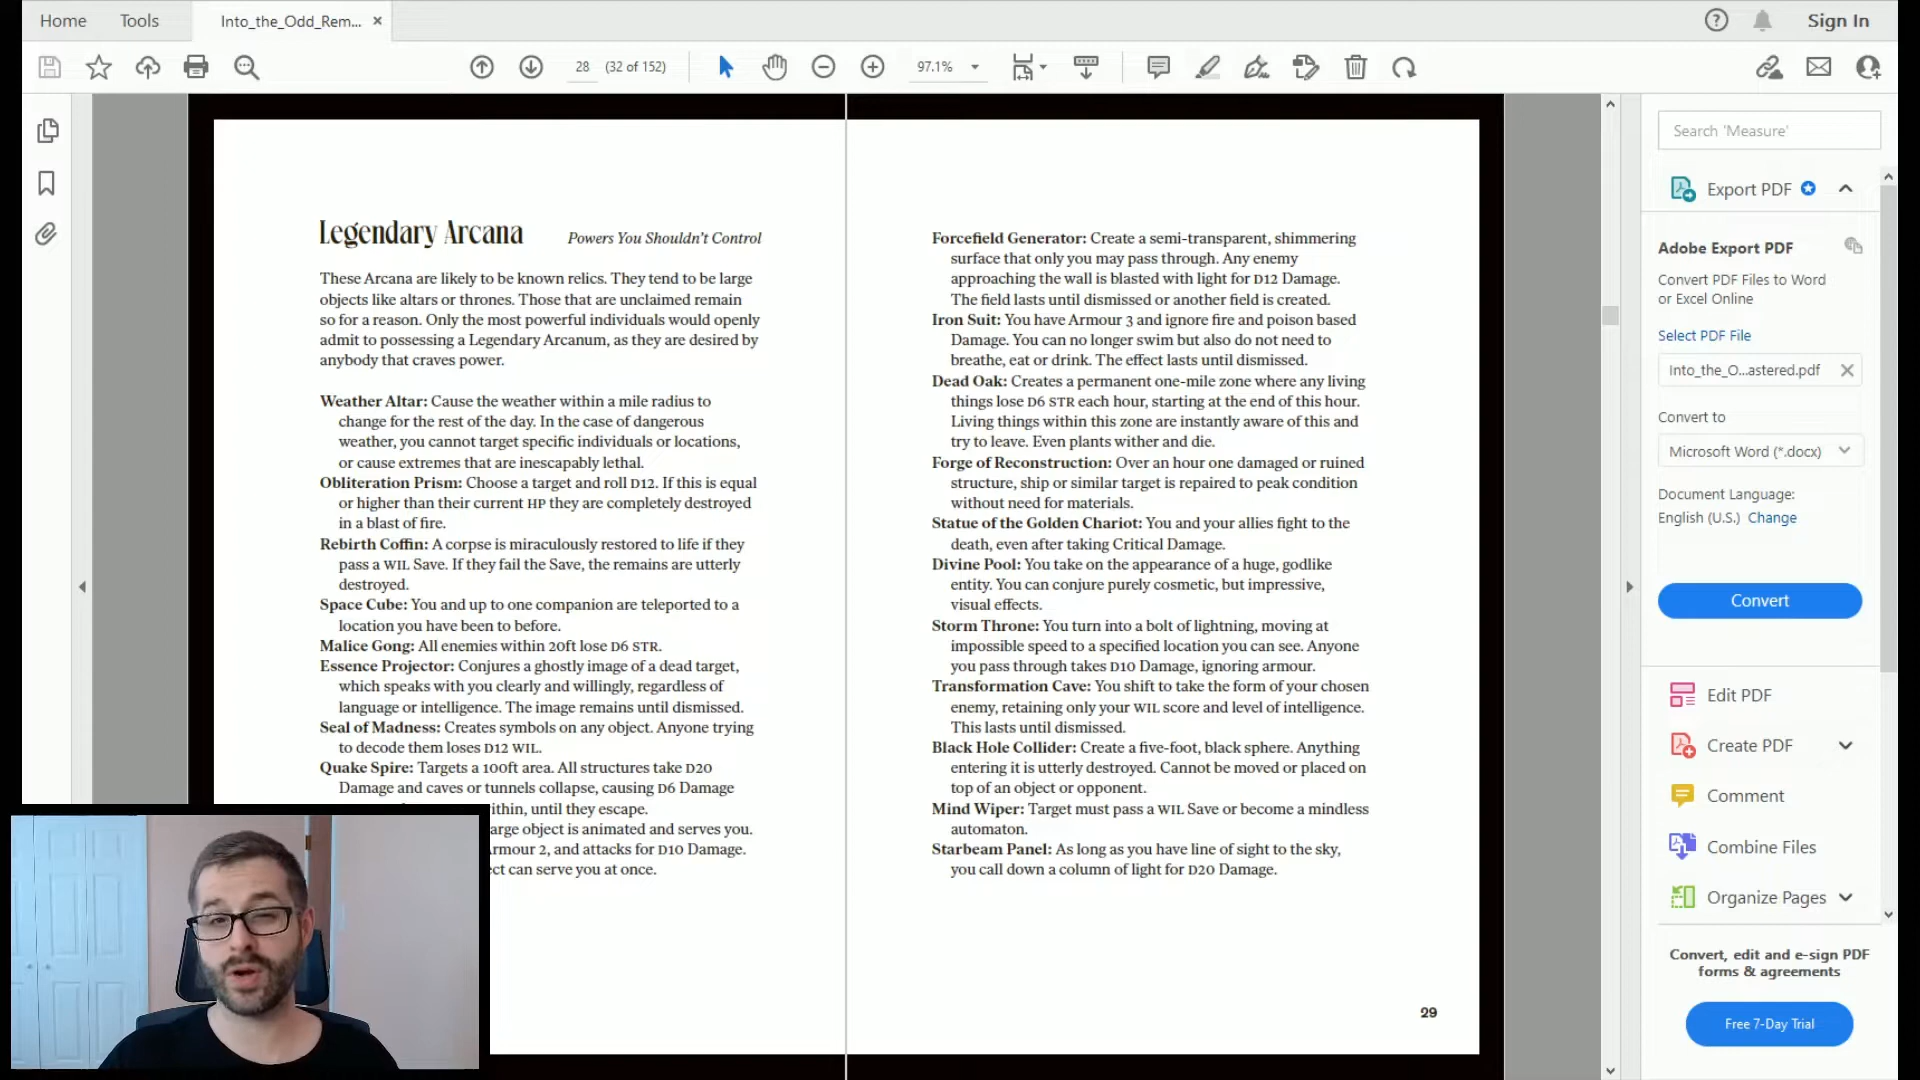 Home
Tools
Into_the_Odd_Rem...
Sign In
28
(32 of 152)
97.1%
Legendary Arcana
Powers You Shouldn't Control
These Arcana are likely to be known relics. They tend to be large
objects like altars or thrones. Those that are unclaimed remain
so for a reason. Only the most powerful individuals would openly
admit to possessing a Legendary Arcanum, as they are desired by
anybody that craves power.
Weather Altar: Cause the weather within a mile radius to
change for the rest of the day. In the case of dangerous
weather, you cannot target specific individuals or locations,
or cause extremes that are inescapably lethal.
Obliteration Prism: Choose a target and roll D12. If this is equal
or higher than their current HP they are completely destroyed
in a blast of fire.
Rebirth Coffin: A corpse is miraculously restored to life if they
pass a WIL Save. If they fail the Save, the remains are utterly
destroyed.
Space Cube: You and up to one companion are teleported to a
location you have been to before.
Malice Gong: All enemies within 20ft lose D6 STR.
Essence Projector: Conjures a ghostly image of a dead target,
which speaks with you clearly and willingly, regardless of
language or intelligence. The image remains until dismissed.
Seal of Madness: Creates symbols on any object. Anyone trying
to decode them loses D12 WIL.
Quake Spire: Targets a 100ft area. All structures take D20
Damage and caves or tunnels collapse, causing D6 Damage
ithin, until they escape.
arge object is animated and serves you.
rmour 2, and attacks for D10 Damage.
ct can serve you at once.
Forcefield Generator: Create a semi-transparent, shimmering
surface that only you may pass through. Any enemy
approaching the wall is blasted with light for D12 Damage.
The field lasts until dismissed or another field is created.
Iron Suit: You have Armour 3 and ignore fire and poison based
Damage. You can no longer swim but also do not need to
breathe, eat or drink. The effect lasts until dismissed.
Dead Oak: Creates a permanent one-mile zone where any living
things lose D6 STR each hour, starting at the end of this hour.
Living things within this zone are instantly aware of this and
try to leave. Even plants wither and die.
Forge of Reconstruction: Over an hour one damaged or ruined
structure, ship or similar target is repaired to peak condition
without need for materials.
Statue of the Golden Chariot: You and your allies fight to the
death, even after taking Critical Damage.
Divine Pool: You take on the appearance of a huge, godlike
entity. You can conjure purely cosmetic, but impressive,
visual effects.
Storm Throne: You turn into a bolt of lightning, moving at
impossible speed to a specified location you can see. Anyone
you pass through takes D10 Damage, ignoring armour.
Transformation Cave: You shift to take the form of your chosen
enemy, retaining only your WIL score and level of intelligence.
This lasts until dismissed.
Black Hole Collider: Create a five-foot, black sphere. Anything
entering it is utterly destroyed. Cannot be moved or placed on
top of an object or opponent.
Mind Wiper: Target must pass a WIL Save or become a mindless
automaton.
Starbeam Panel: As long as you have line of sight to the sky,
you call down a column of light for D20 Damage.
29
Search 'Measure'
Export PDF
Adobe Export PDF
Convert PDF Files to Word
or Excel Online
Select PDF File
Into_the_O...astered.pdf
Convert to
Microsoft Word (*.docx)
Document Language:
English (U.S.) Change
Convert
Edit PDF
Create PDF
Comment
Combine Files
Organize Pages
Convert, edit and e-sign PDF
forms & agreements
Free 7-Day Trial